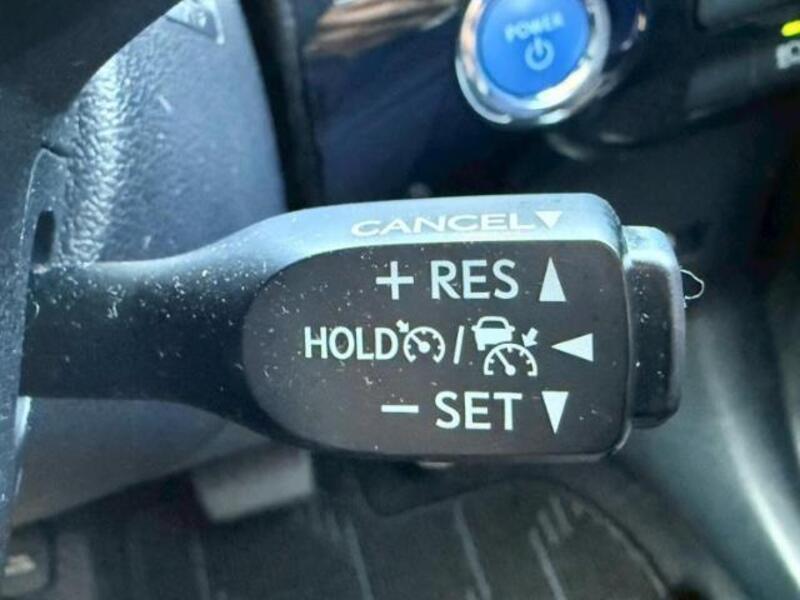 POWER
CANCEL▼
+ RES ▲
HOLD / ◀
− SET ▼